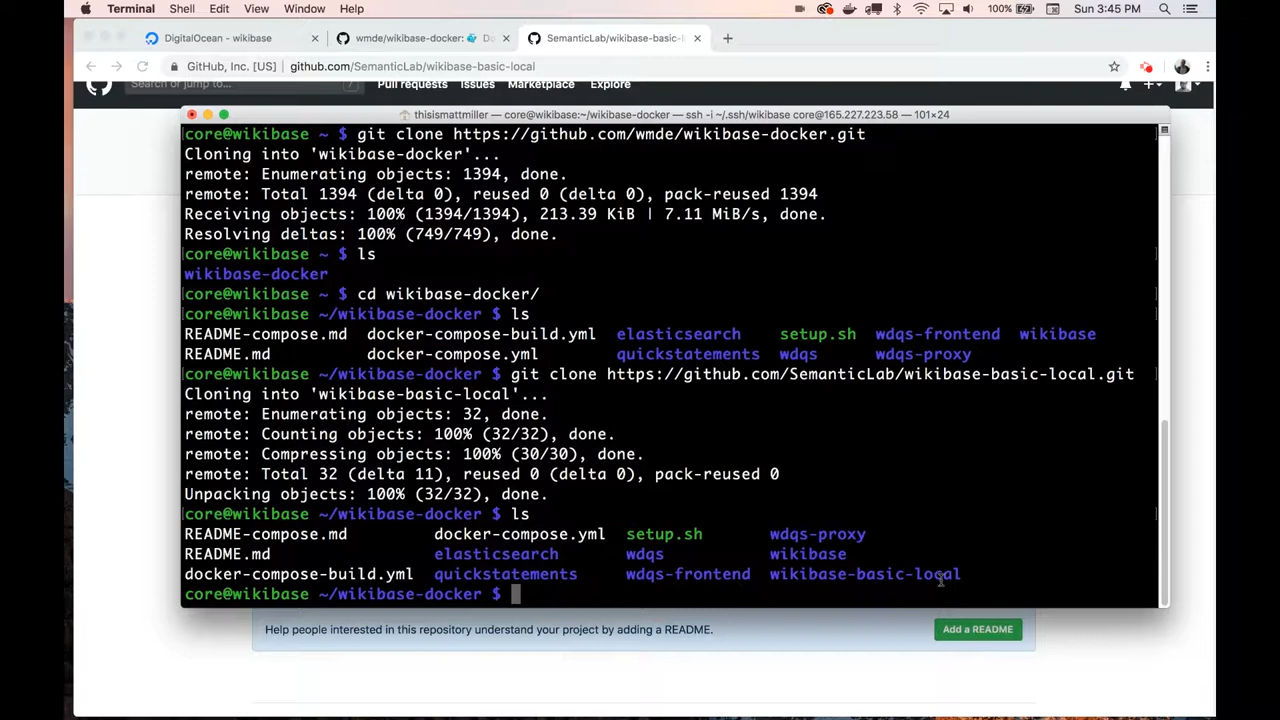 Terminal Shell Edit View Window Help 100% Sun 3:45 PM
DigitalOcean - wikibase × wmde/wikibase-docker: Do × SemanticLab/wikibase-basic-l × +
GitHub, Inc. [US] | github.com/SemanticLab/wikibase-basic-local
Search or jump to... / Pull requests Issues Marketplace Explore
thisismattmiller — core@wikibase:~/wikibase-docker — ssh -i ~/.ssh/wikibase core@165.227.223.58 — 101×24
core@wikibase ~ $ git clone https://github.com/wmde/wikibase-docker.git
Cloning into 'wikibase-docker'...
remote: Enumerating objects: 1394, done.
remote: Total 1394 (delta 0), reused 0 (delta 0), pack-reused 1394
Receiving objects: 100% (1394/1394), 213.39 KiB | 7.11 MiB/s, done.
Resolving deltas: 100% (749/749), done.
core@wikibase ~ $ ls
wikibase-docker
core@wikibase ~ $ cd wikibase-docker/
core@wikibase ~/wikibase-docker $ ls
README-compose.md docker-compose-build.yml elasticsearch setup.sh wdqs-frontend wikibase
README.md docker-compose.yml quickstatements wdqs wdqs-proxy
core@wikibase ~/wikibase-docker $ git clone https://github.com/SemanticLab/wikibase-basic-local.git
Cloning into 'wikibase-basic-local'...
remote: Enumerating objects: 32, done.
remote: Counting objects: 100% (32/32), done.
remote: Compressing objects: 100% (30/30), done.
remote: Total 32 (delta 11), reused 0 (delta 0), pack-reused 0
Unpacking objects: 100% (32/32), done.
core@wikibase ~/wikibase-docker $ ls
README-compose.md docker-compose.yml setup.sh wdqs-proxy
README.md elasticsearch wdqs wikibase
docker-compose-build.yml quickstatements wdqs-frontend wikibase-basic-local
core@wikibase ~/wikibase-docker $
Help people interested in this repository understand your project by adding a README. Add a README